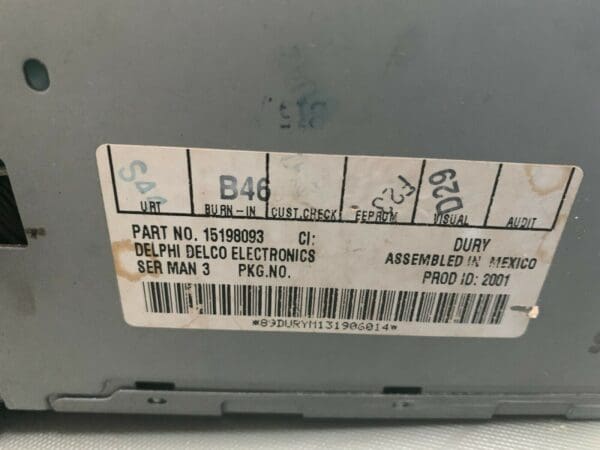 S44 B46 F23 D29
URT BURN-IN CUST.CHECK EEPROM VISUAL AUDIT
PART NO. 15198093 CI: DURY
DELPHI DELCO ELECTRONICS ASSEMBLED IN MEXICO
SER MAN 3 PKG.NO. PROD ID: 2001
*89DURYM131906014*